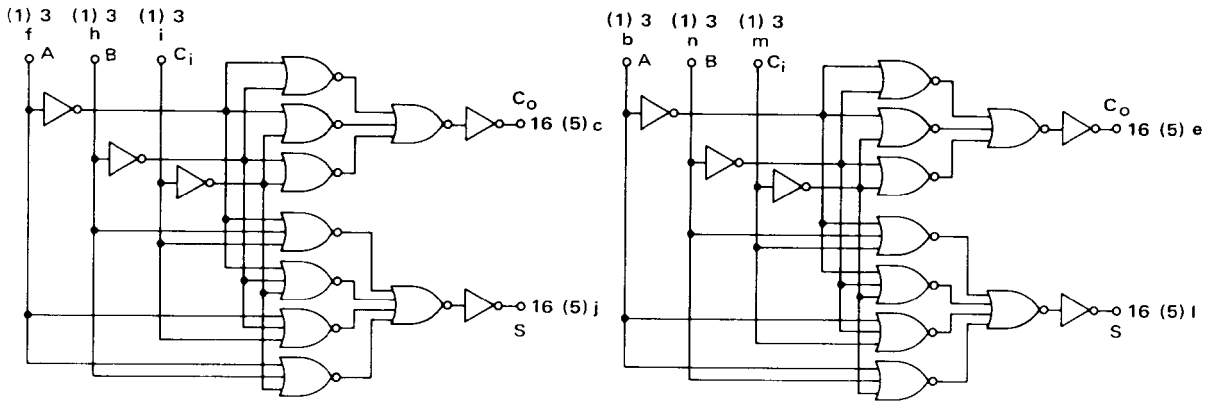 (1) 3 (1) 3 (1) 3
f h i
A B Ci
Co
16 (5) c
16 (5) j
S
(1) 3 (1) 3 (1) 3
b n m
A B Ci
Co
16 (5) e
16 (5) l
S